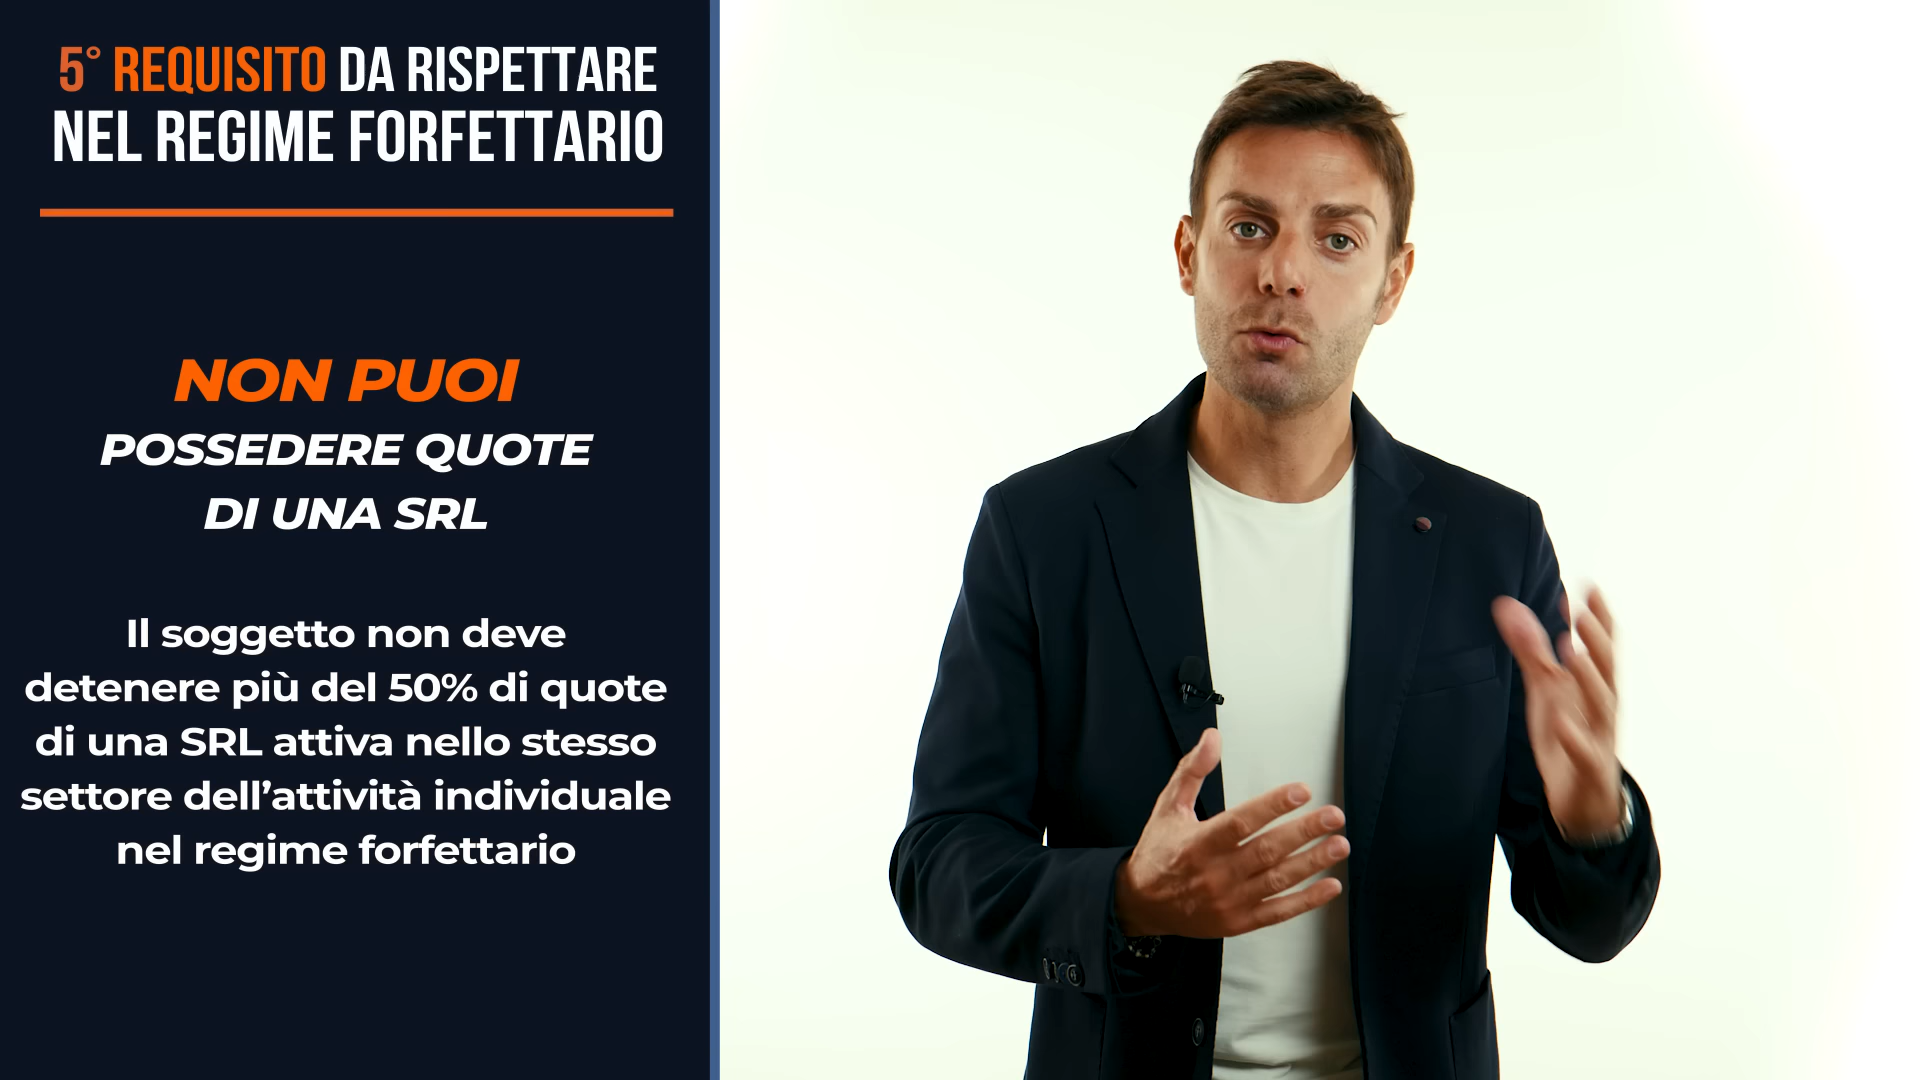 5° REQUISITO DA RISPETTARE
NEL REGIME FORFETTARIO
NON PUOI
POSSEDERE QUOTE
DI UNA SRL
Il soggetto non deve
detenere più del 50% di quote
di una SRL attiva nello stesso
settore dell’attività individuale
nel regime forfettario